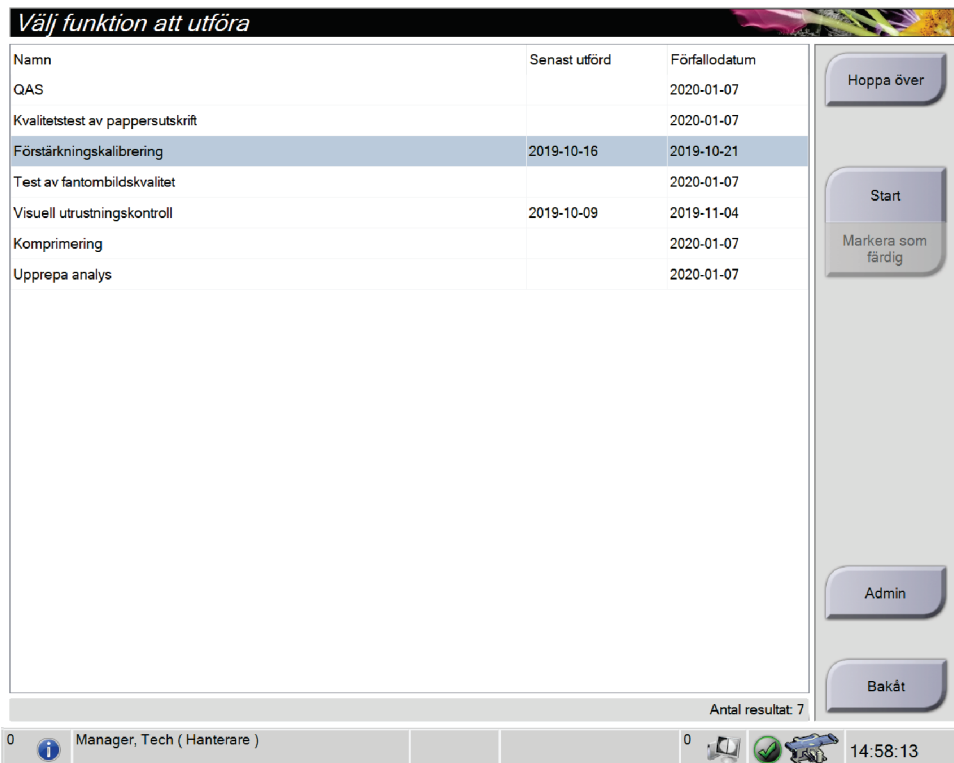 Välj funktion att utföra
Namn Senast utförd Förfallodatum
QAS 2020-01-07
Kvalitetstest av pappersutskrift 2020-01-07
Förstärkningskalibrering 2019-10-16 2019-10-21
Test av fantombildskvalitet 2020-01-07
Visuell utrustningskontroll 2019-10-09 2019-11-04
Komprimering 2020-01-07
Upprepa analys 2020-01-07
Antal resultat: 7
Hoppa över
Start
Markera som
färdig
Admin
Bakåt
0 Manager, Tech ( Hanterare ) 0 14:58:13